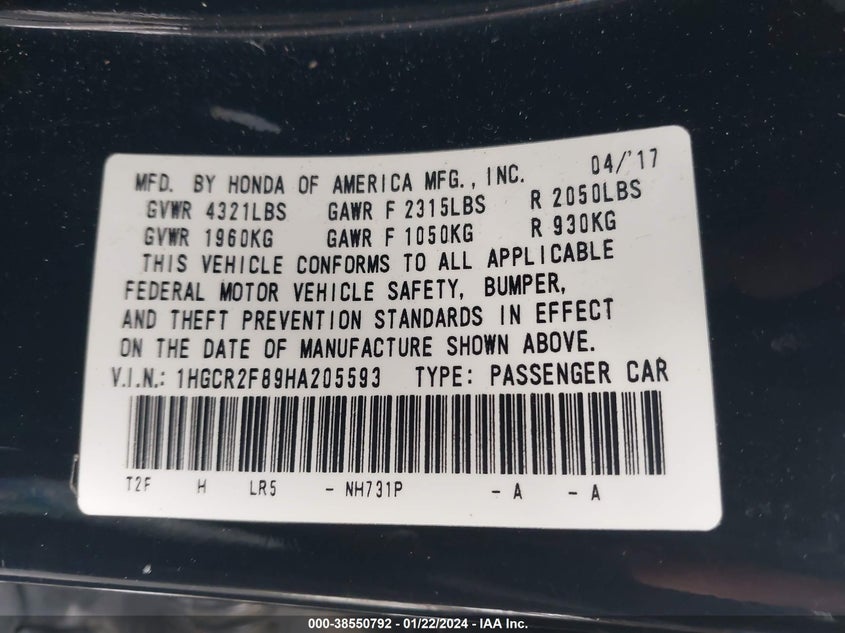 MFD. BY HONDA OF AMERICA MFG., INC. 04/'17
GVWR 4321LBS GAWR F 2315LBS R 2050LBS
GVWR 1960KG GAWR F 1050KG R 930KG
THIS VEHICLE CONFORMS TO ALL APPLICABLE
FEDERAL MOTOR VEHICLE SAFETY, BUMPER,
AND THEFT PREVENTION STANDARDS IN EFFECT
ON THE DATE OF MANUFACTURE SHOWN ABOVE.
V.I.N.: 1HGCR2F89HA205593 TYPE: PASSENGER CAR
T2F H LR5 - NH731P - A - A
000-38550792 - 01/22/2024 - IAA Inc.